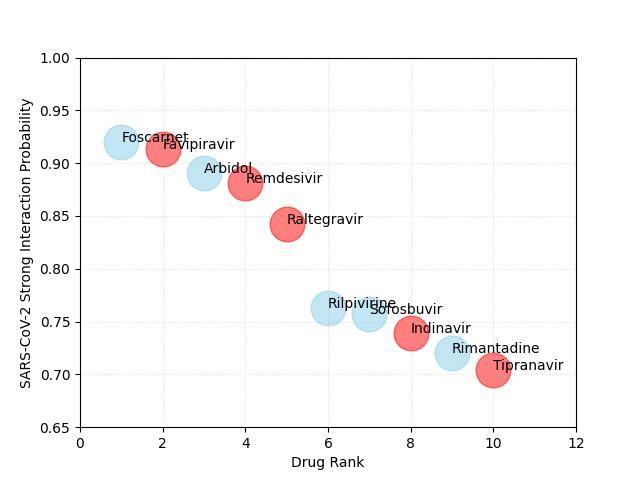 1.00
0.95
0.90
0.85
0.80
0.75
0.70
0.65
SARS-CoV-2 Strong Interaction Probability
Foscarnet
Favipiravir
Arbidol
Remdesivir
Raltegravir
Rilpivirine
Sofosbuvir
Indinavir
Rimantadine
Tipranavir
0 2 4 6 8 10 12
Drug Rank